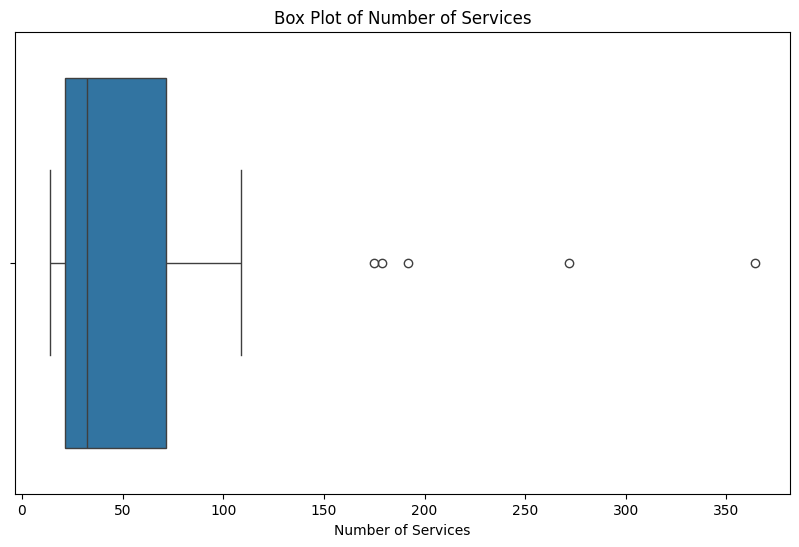 Box Plot of Number of Services
0 50 100 150 200 250 300 350
Number of Services